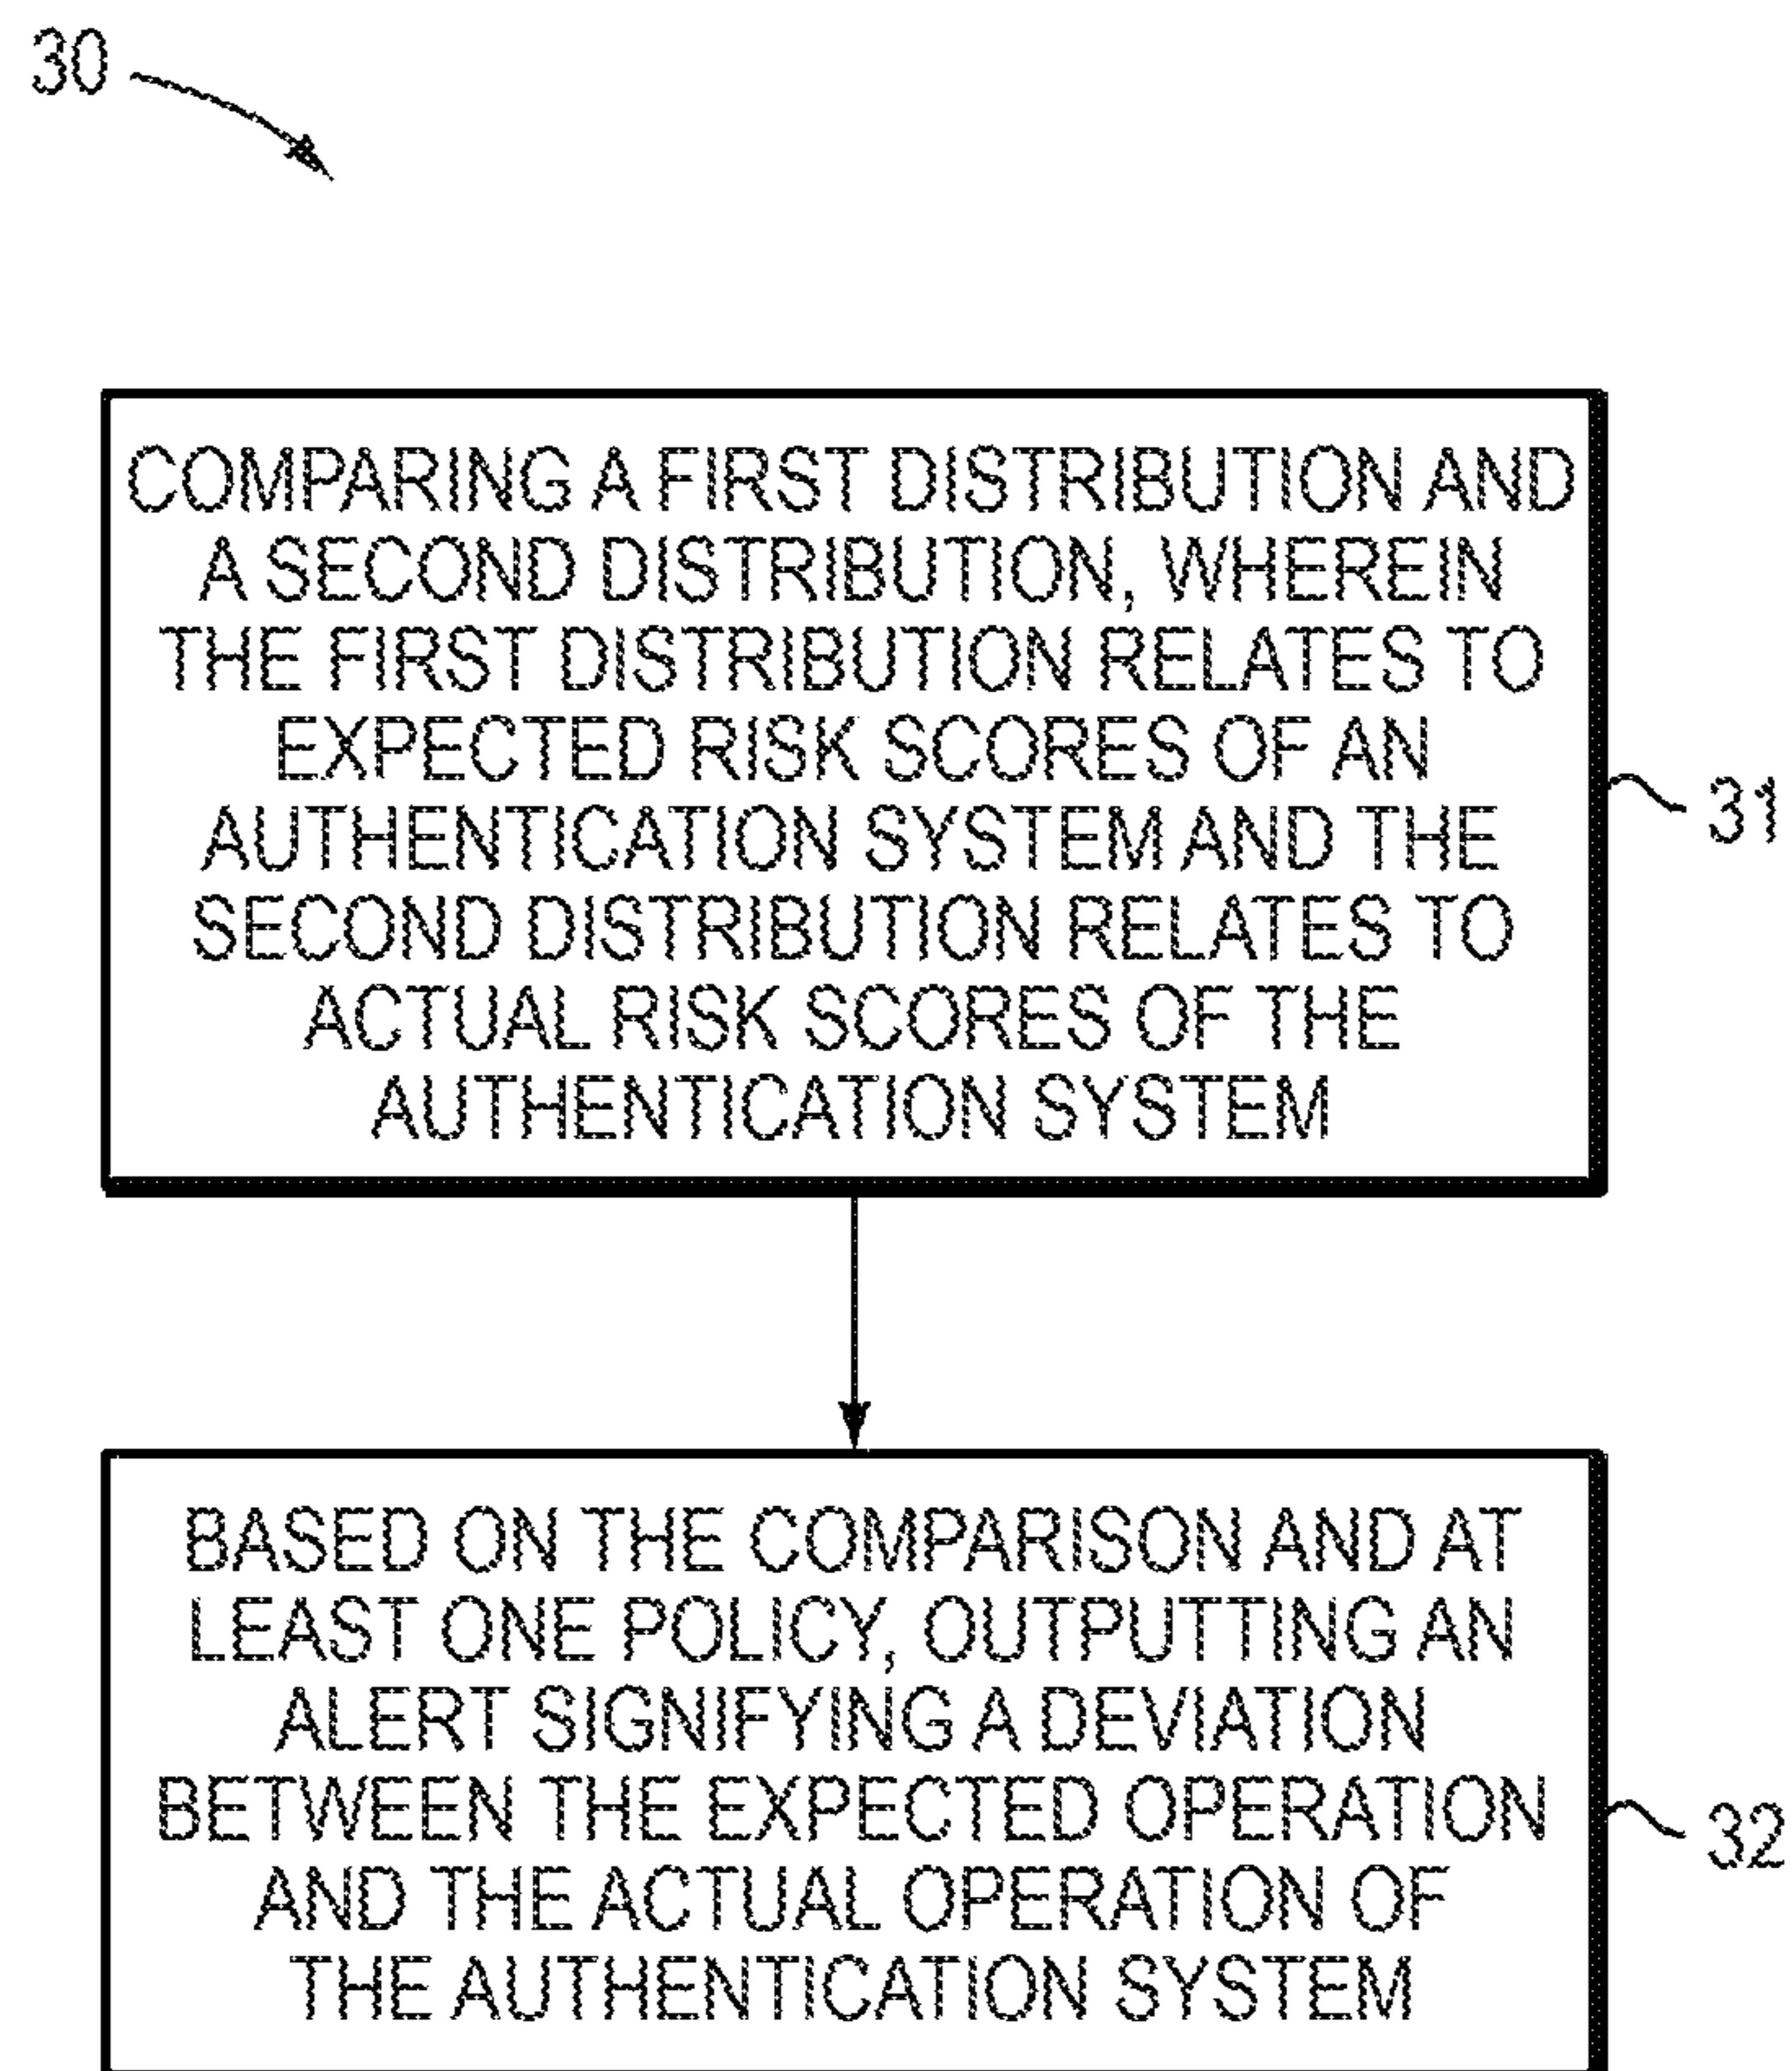 30
COMPARING A FIRST DISTRIBUTION AND
A SECOND DISTRIBUTION, WHEREIN
THE FIRST DISTRIBUTION RELATES TO
EXPECTED RISK SCORES OF AN
AUTHENTICATION SYSTEM AND THE
SECOND DISTRIBUTION RELATES TO
ACTUAL RISK SCORES OF THE
AUTHENTICATION SYSTEM
31
BASED ON THE COMPARISON AND AT
LEAST ONE POLICY, OUTPUTTING AN
ALERT SIGNIFYING A DEVIATION
BETWEEN THE EXPECTED OPERATION
AND THE ACTUAL OPERATION OF
THE AUTHENTICATION SYSTEM
32